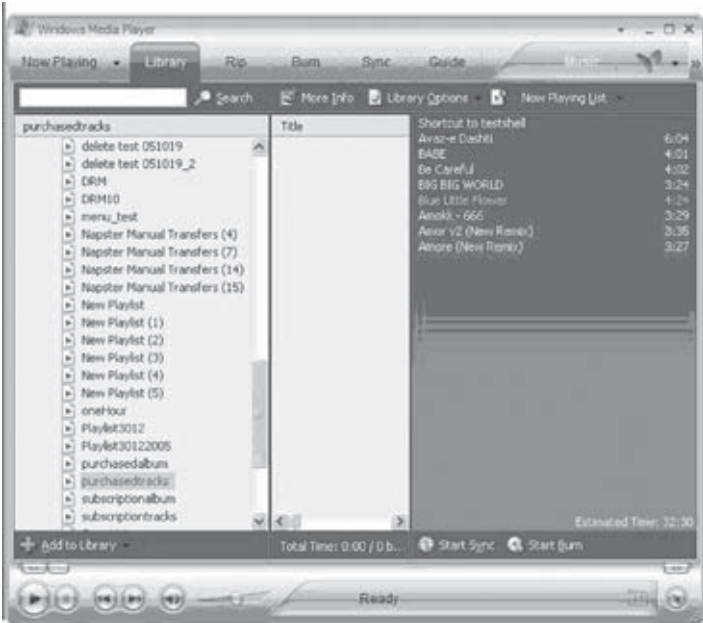 Windows Media Player
Now Playing Library Rip Burn Sync Guide Music
Search More Info Library Options Now Playing List
purchasedtracks
delete test 051019
delete test 051019_2
DRM
DRM10
menu_test
Napster Manual Transfers (4)
Napster Manual Transfers (7)
Napster Manual Transfers (14)
Napster Manual Transfers (15)
New Playlist
New Playlist (1)
New Playlist (2)
New Playlist (3)
New Playlist (4)
New Playlist (5)
oneHour
Playlist3012
Playlist30122005
purchasedalbum
purchasedtracks
subscriptionalbum
subscriptiontracks
Add to Library
Title
Total Time: 0:00 / 0 b...
Shortcut to testshell
Avaz-e Dashti 6:04
BABE 4:01
Be Careful 4:02
BIG BIG WORLD 3:24
Blue Little Flower 4:24
Amokk - 666 3:29
Amor v2 (New Remix) 3:35
Amore (New Remix) 3:27
Estimated Time: 32:30
Start Sync Start Burn
Ready